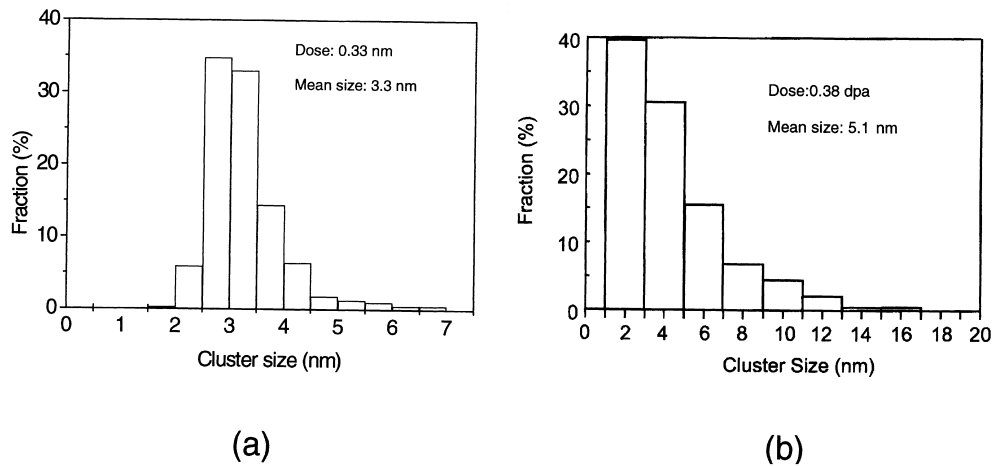 40
30
20
10
0
Fraction (%)
Dose: 0.33 nm
Mean size: 3.3 nm
0 1 2 3 4 5 6 7
Cluster size (nm)
(a)
40
30
20
10
0
Fraction (%)
Dose:0.38 dpa
Mean size: 5.1 nm
0 2 4 6 8 10 12 14 16 18 20
Cluster Size (nm)
(b)